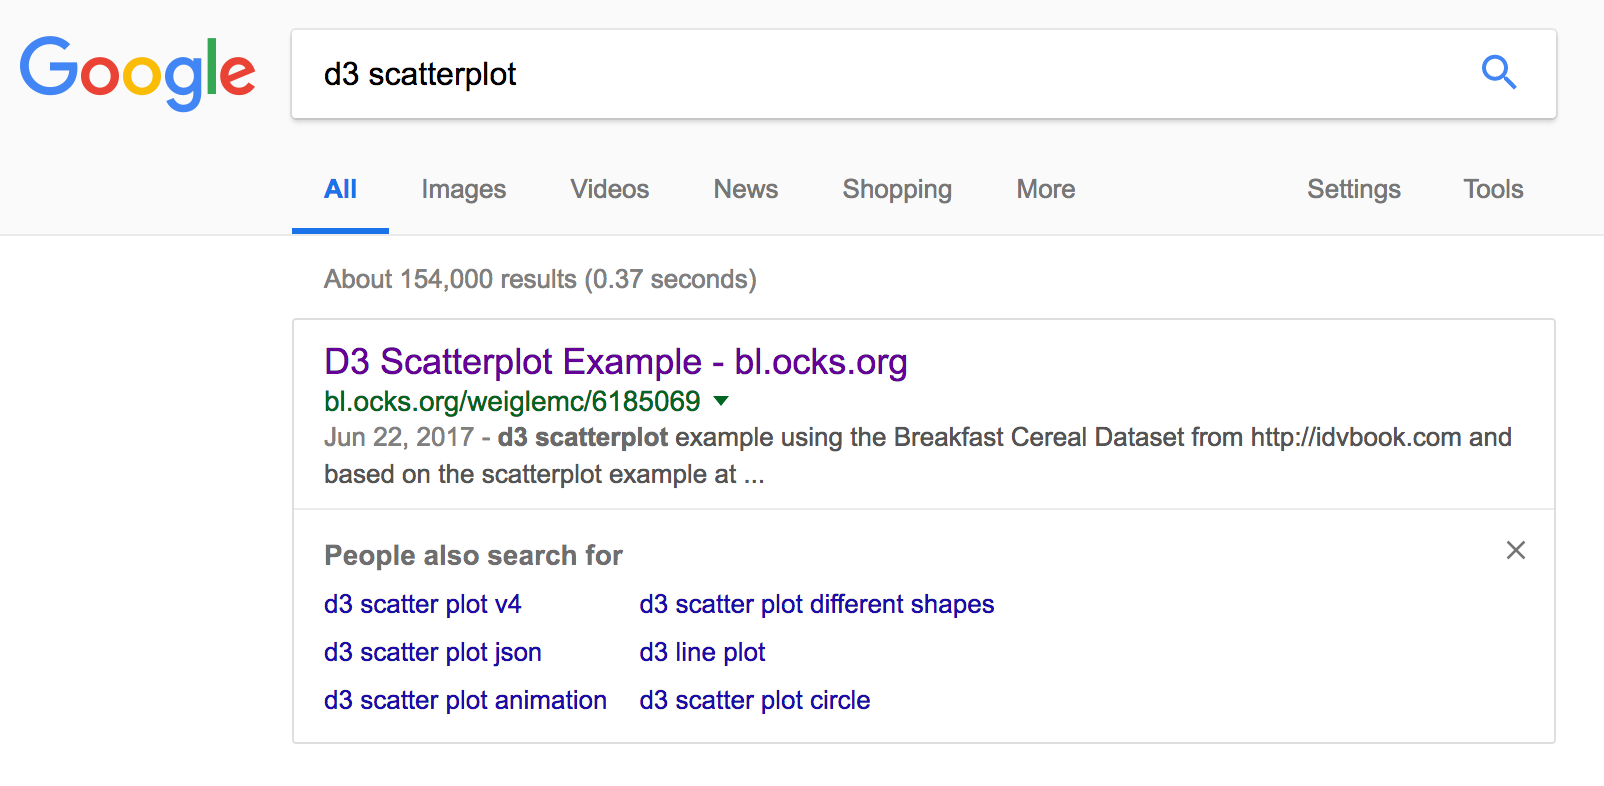 Google
d3 scatterplot
All Images Videos News Shopping More Settings Tools
About 154,000 results (0.37 seconds)
D3 Scatterplot Example - bl.ocks.org
bl.ocks.org/weiglemc/6185069
Jun 22, 2017 - d3 scatterplot example using the Breakfast Cereal Dataset from http://idvbook.com and
based on the scatterplot example at ...
People also search for
d3 scatter plot v4 d3 scatter plot different shapes
d3 scatter plot json d3 line plot
d3 scatter plot animation d3 scatter plot circle